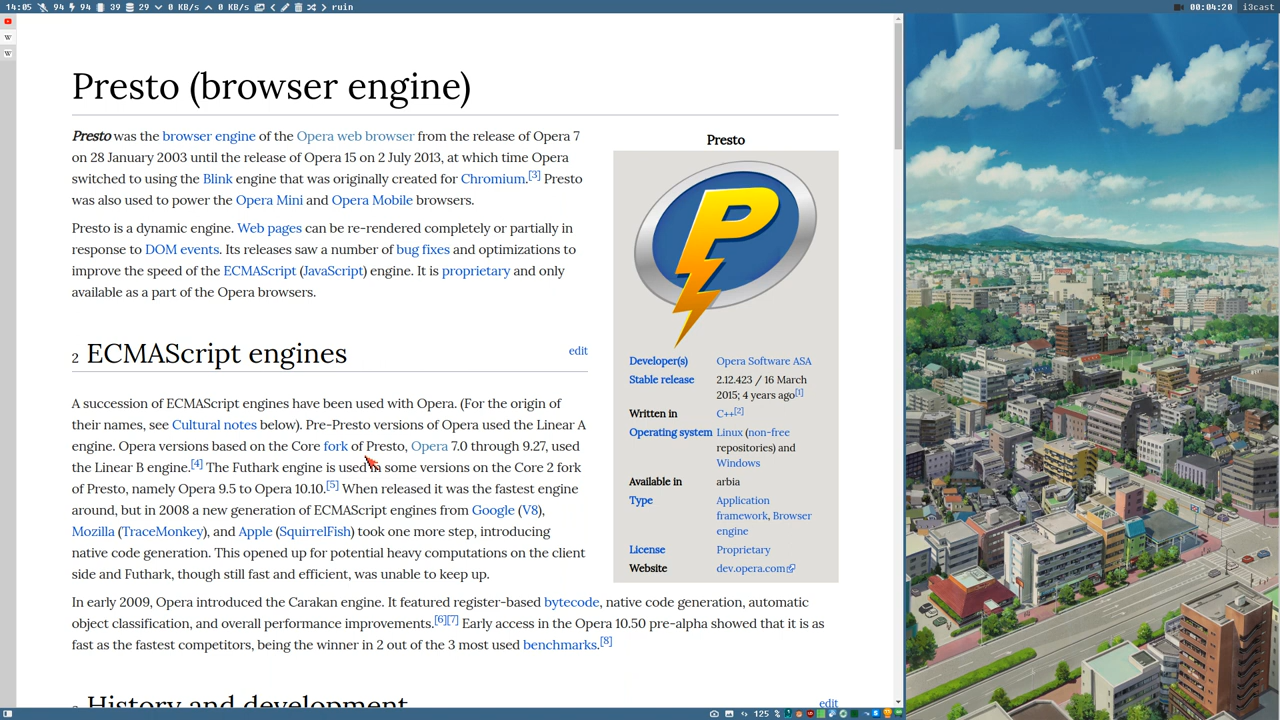 14:05 94 94 39 29 0 KB/s 0 KB/s ruin 00:04:20 i3cast
Presto (browser engine)
Presto was the browser engine of the Opera web browser from the release of Opera 7
on 28 January 2003 until the release of Opera 15 on 2 July 2013, at which time Opera
switched to using the Blink engine that was originally created for Chromium.[3] Presto
was also used to power the Opera Mini and Opera Mobile browsers.
Presto is a dynamic engine. Web pages can be re-rendered completely or partially in
response to DOM events. Its releases saw a number of bug fixes and optimizations to
improve the speed of the ECMAScript (JavaScript) engine. It is proprietary and only
available as a part of the Opera browsers.
2 ECMAScript engines edit
A succession of ECMAScript engines have been used with Opera. (For the origin of
their names, see Cultural notes below). Pre-Presto versions of Opera used the Linear A
engine. Opera versions based on the Core fork of Presto, Opera 7.0 through 9.27, used
the Linear B engine.[4] The Futhark engine is used in some versions on the Core 2 fork
of Presto, namely Opera 9.5 to Opera 10.10.[5] When released it was the fastest engine
around, but in 2008 a new generation of ECMAScript engines from Google (V8),
Mozilla (TraceMonkey), and Apple (SquirrelFish) took one more step, introducing
native code generation. This opened up for potential heavy computations on the client
side and Futhark, though still fast and efficient, was unable to keep up.
Presto
P
Developer(s) Opera Software ASA
Stable release 2.12.423 / 16 March
2015; 4 years ago[1]
Written in C++[2]
Operating system Linux (non-free
repositories) and
Windows
Available in arbia
Type Application
framework, Browser
engine
License Proprietary
Website dev.opera.com
In early 2009, Opera introduced the Carakan engine. It featured register-based bytecode, native code generation, automatic
object classification, and overall performance improvements.[6][7] Early access in the Opera 10.50 pre-alpha showed that it is as
fast as the fastest competitors, being the winner in 2 out of the 3 most used benchmarks.[8]
History and development edit
125 %